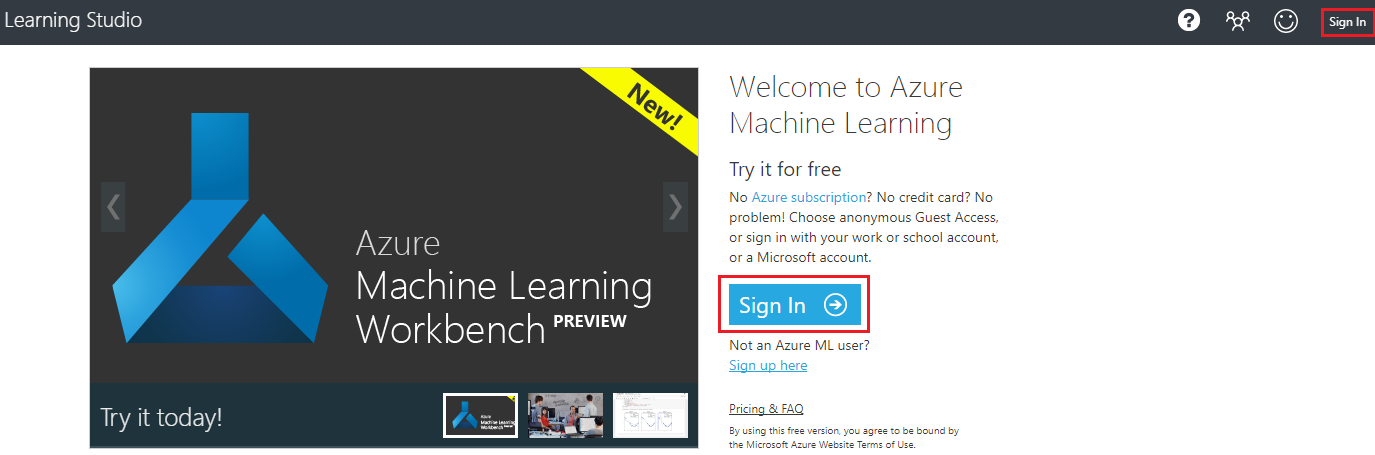 Learning Studio
Sign In
New!
Azure
Machine Learning
Workbench PREVIEW
Try it today!
Azure
Machine Learning
Workbench
Welcome to Azure
Machine Learning
Try it for free
No Azure subscription? No credit card? No
problem! Choose anonymous Guest Access,
or sign in with your work or school account,
or a Microsoft account.
Sign In
Not an Azure ML user?
Sign up here
Pricing & FAQ
By using this free version, you agree to be bound by
the Microsoft Azure Website Terms of Use.